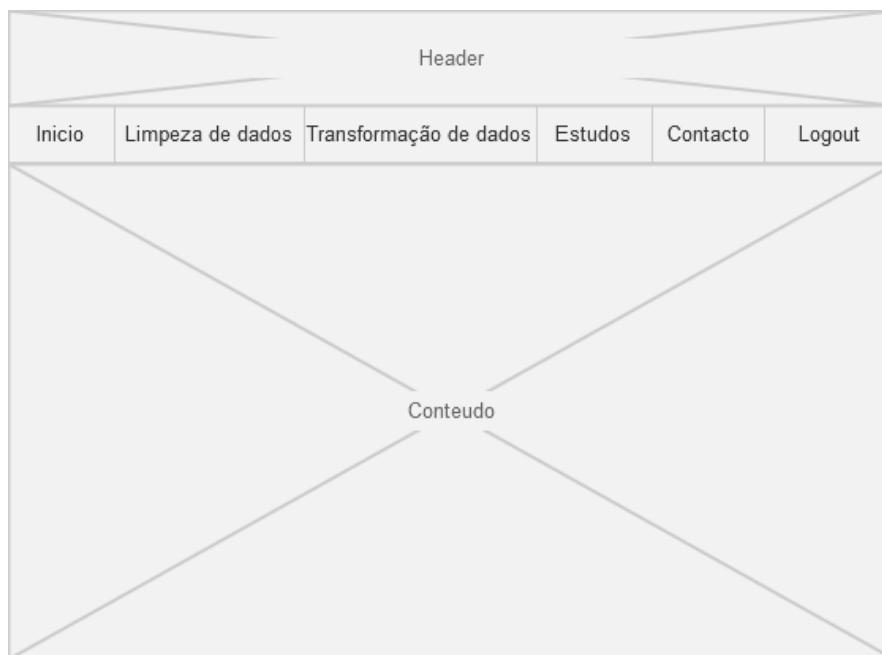 Header
Inicio Limpeza de dados Transformação de dados Estudos Contacto Logout
Conteudo